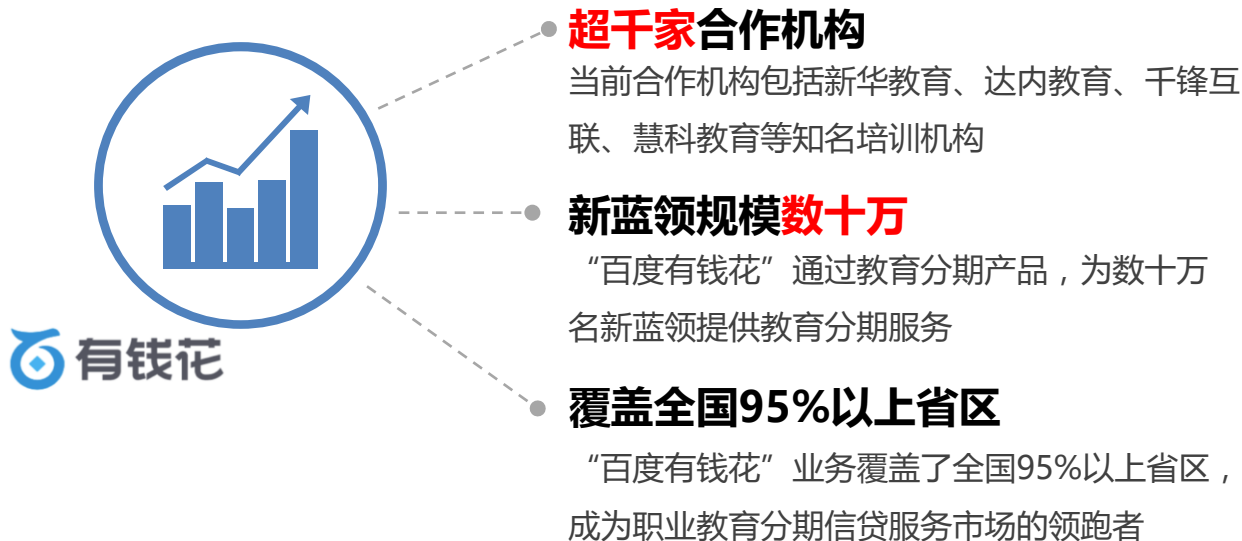 超千家合作机构
当前合作机构包括新华教育、达内教育、千锋互
联、慧科教育等知名培训机构
新蓝领规模数十万
“百度有钱花”通过教育分期产品，为数十万
名新蓝领提供教育分期服务
有钱花
覆盖全国95%以上省区
“百度有钱花”业务覆盖了全国95%以上省区，
成为职业教育分期信贷服务市场的领跑者